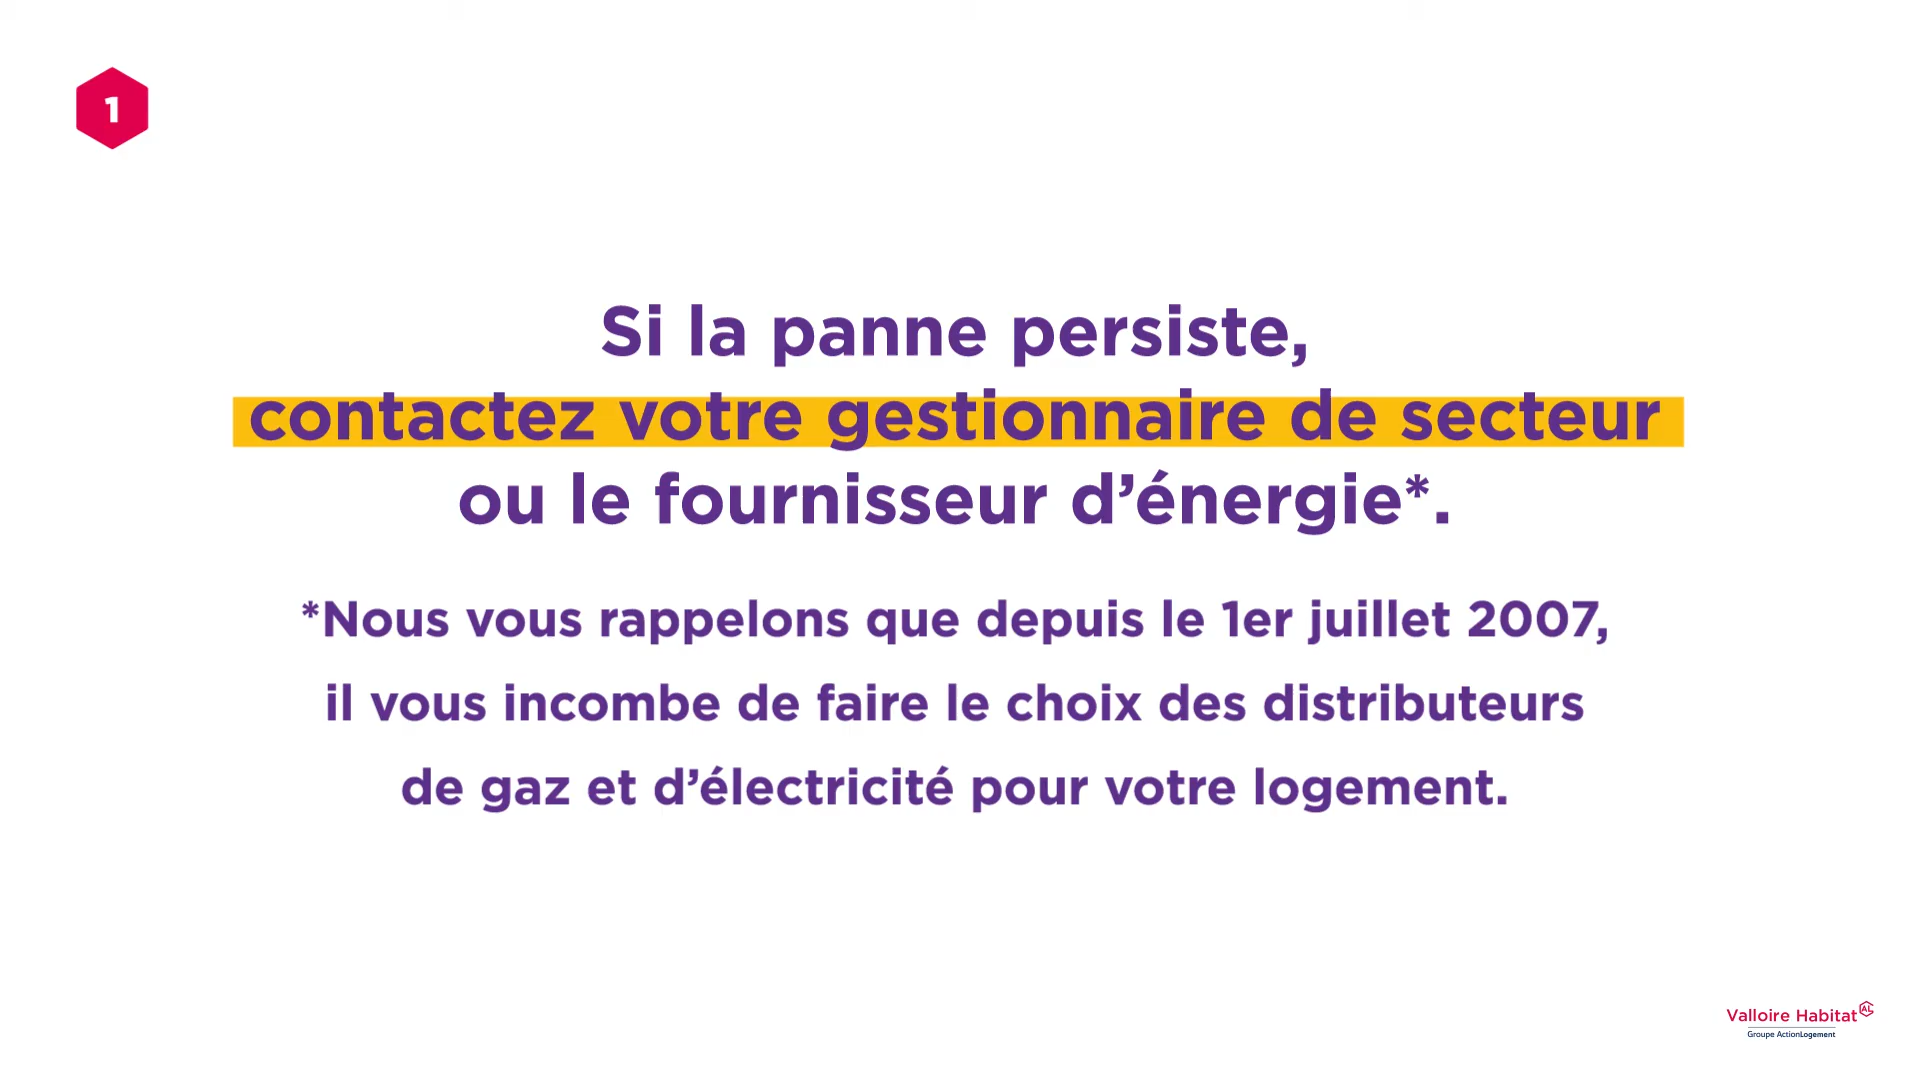 1
Si la panne persiste,
contactez votre gestionnaire de secteur
ou le fournisseur d’énergie*.
*Nous vous rappelons que depuis le 1er juillet 2007,
il vous incombe de faire le choix des distributeurs
de gaz et d’électricité pour votre logement.
Valloire Habitat AL
Groupe ActionLogement